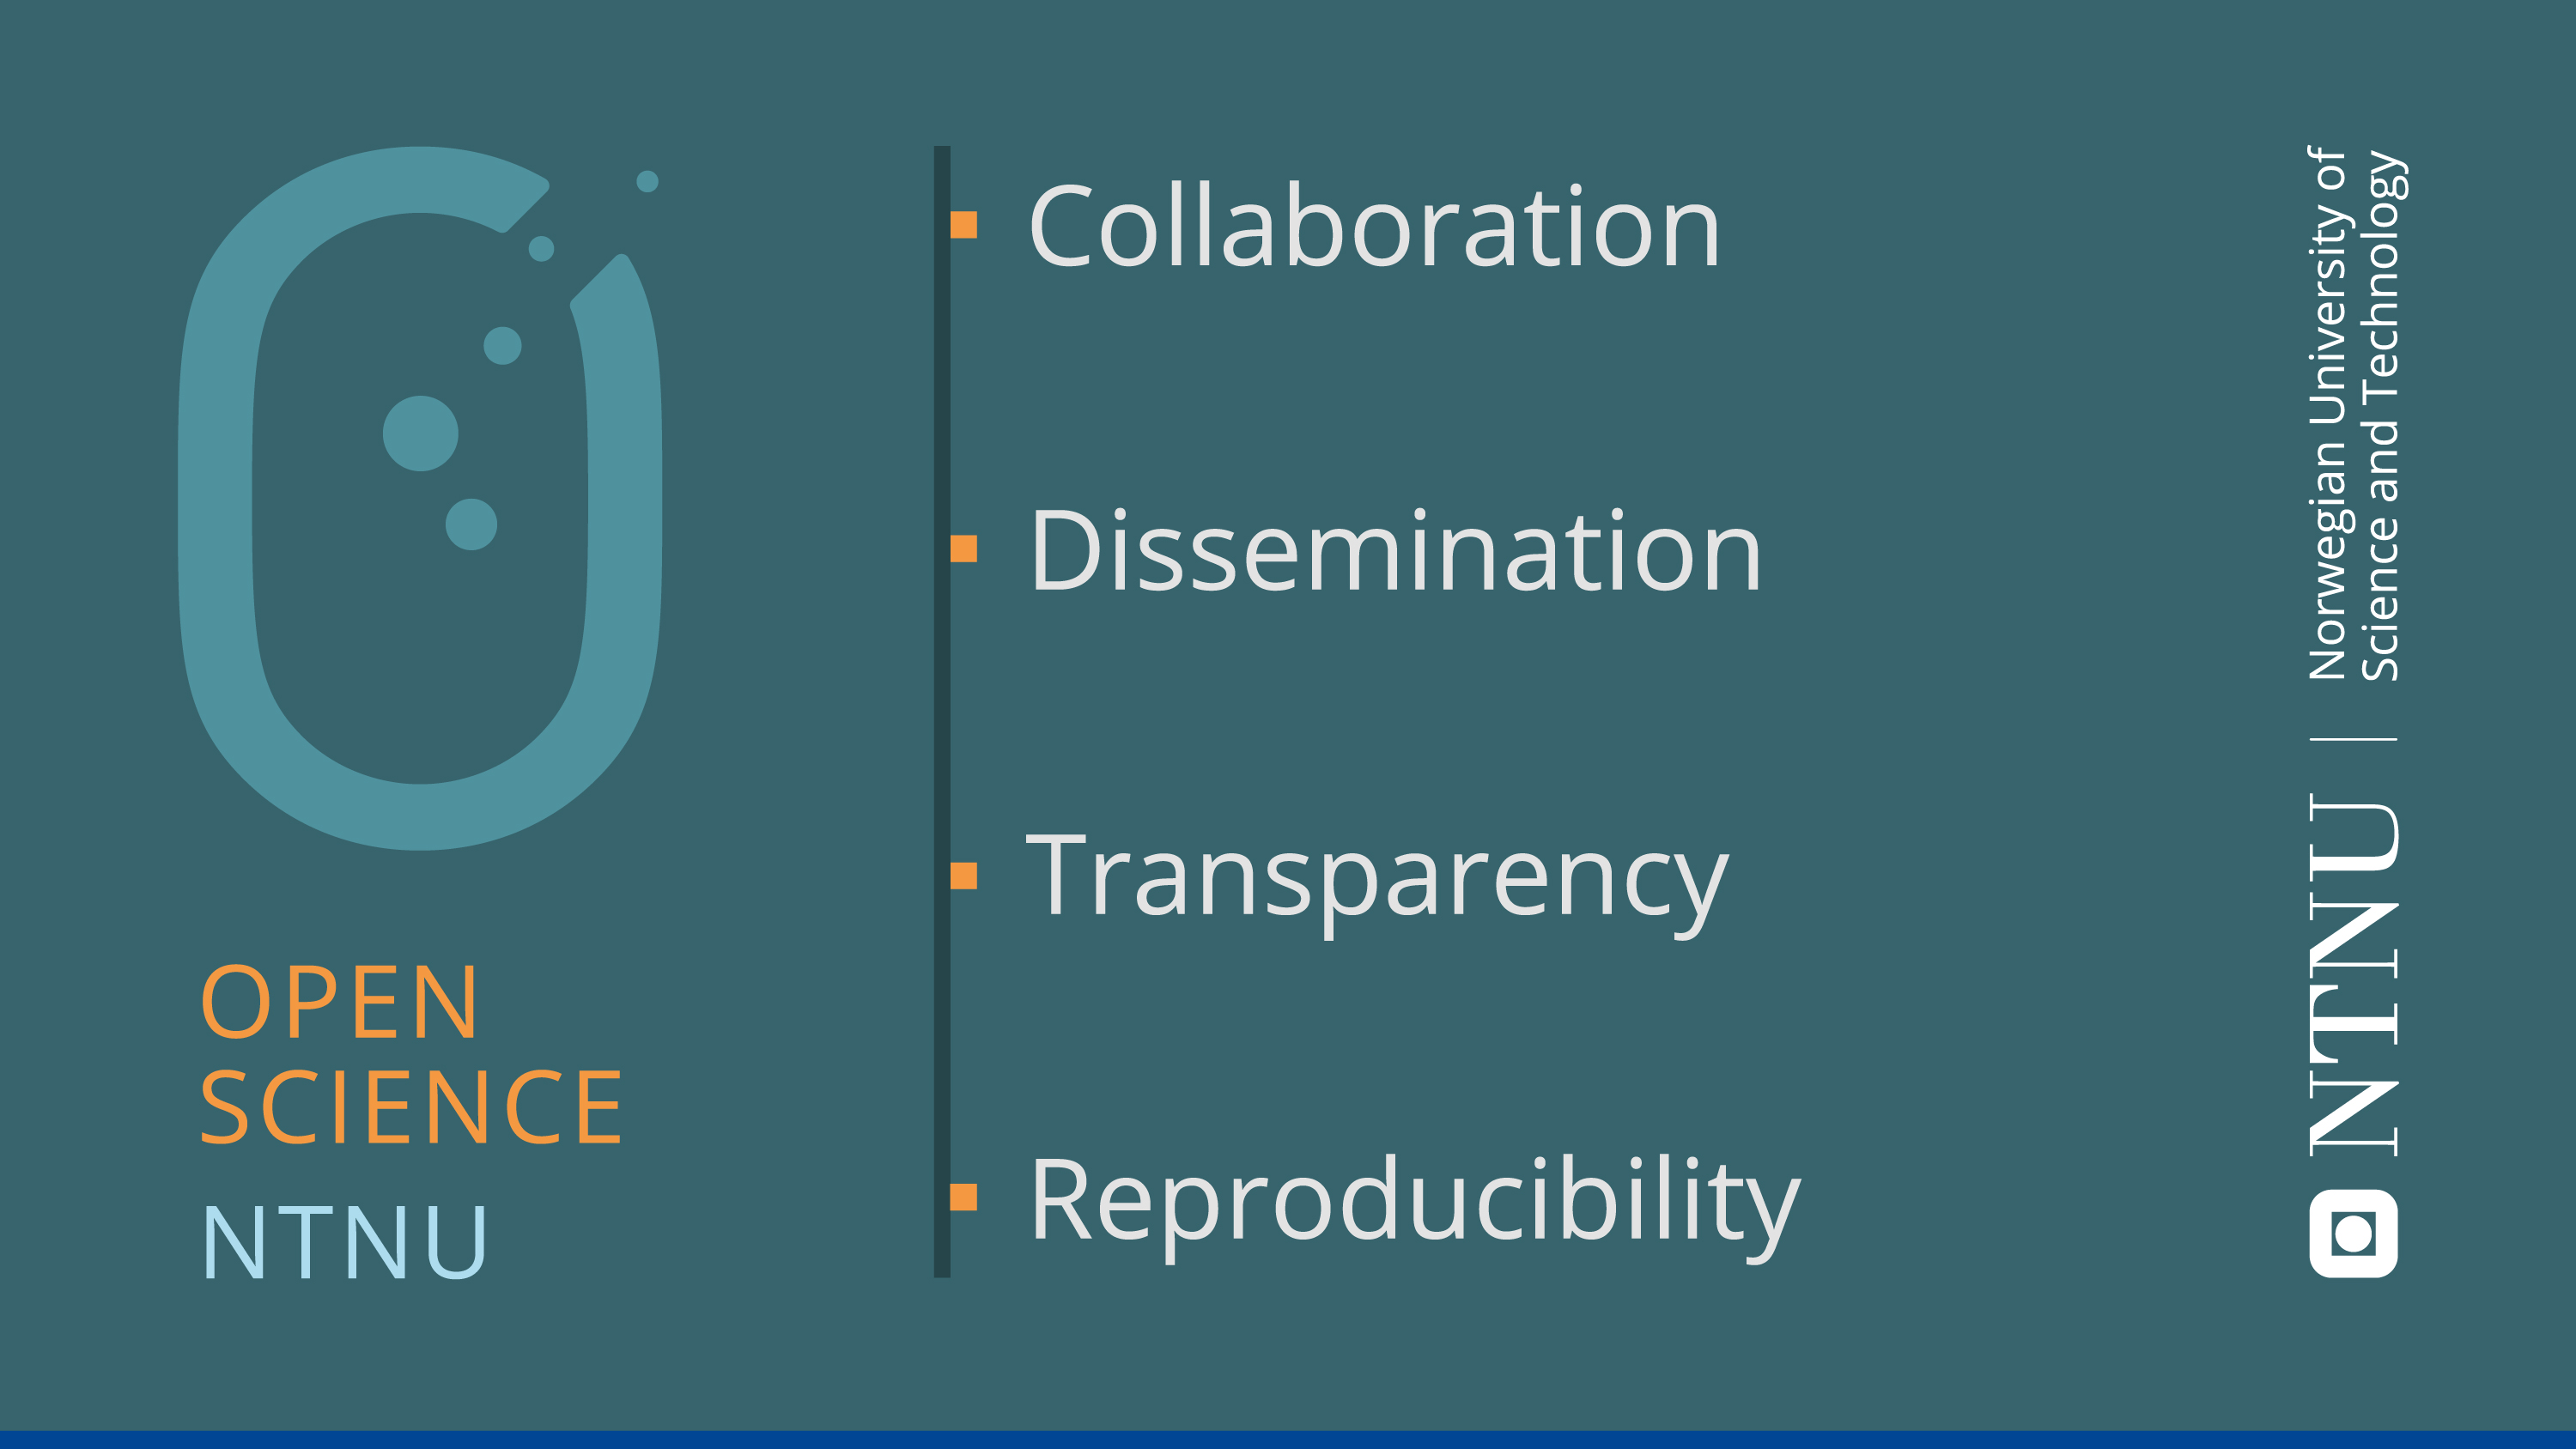 OPEN
SCIENCE
NTNU
Collaboration
Dissemination
Transparency
Reproducibility
NTNU
Norwegian University of
Science and Technology